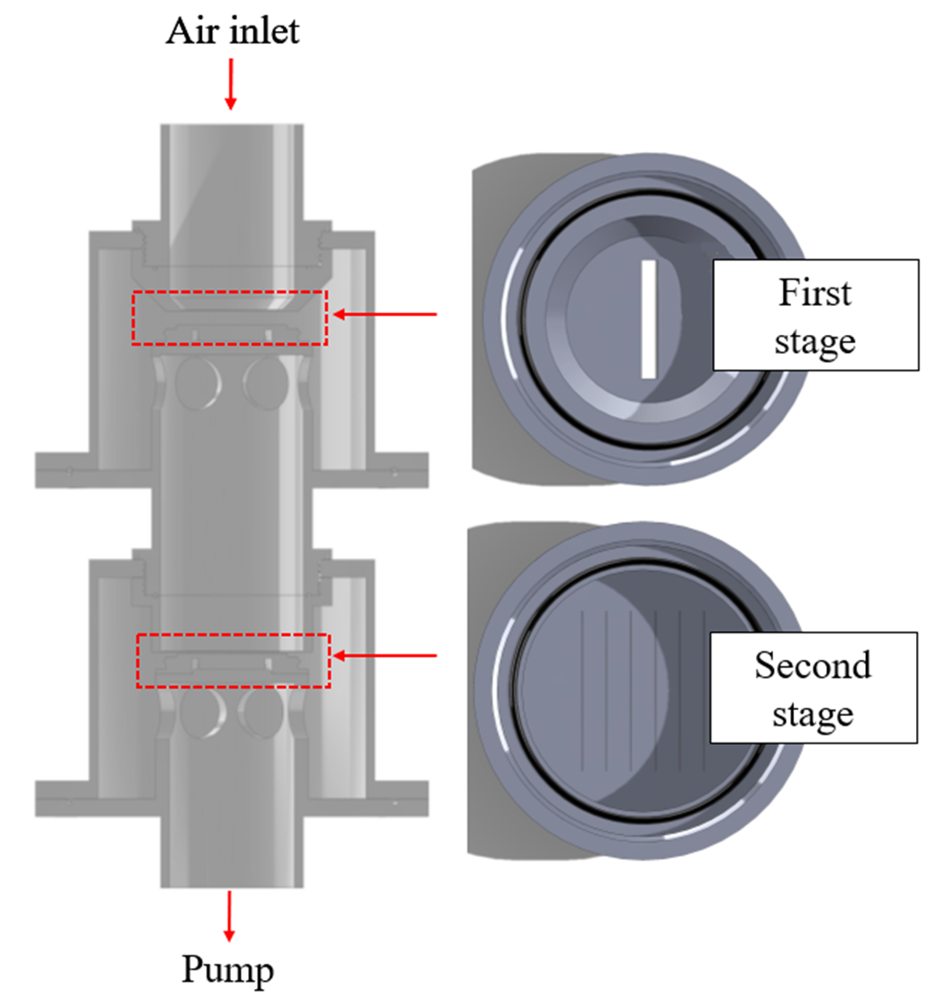 Air inlet
First
stage
Second
stage
Pump